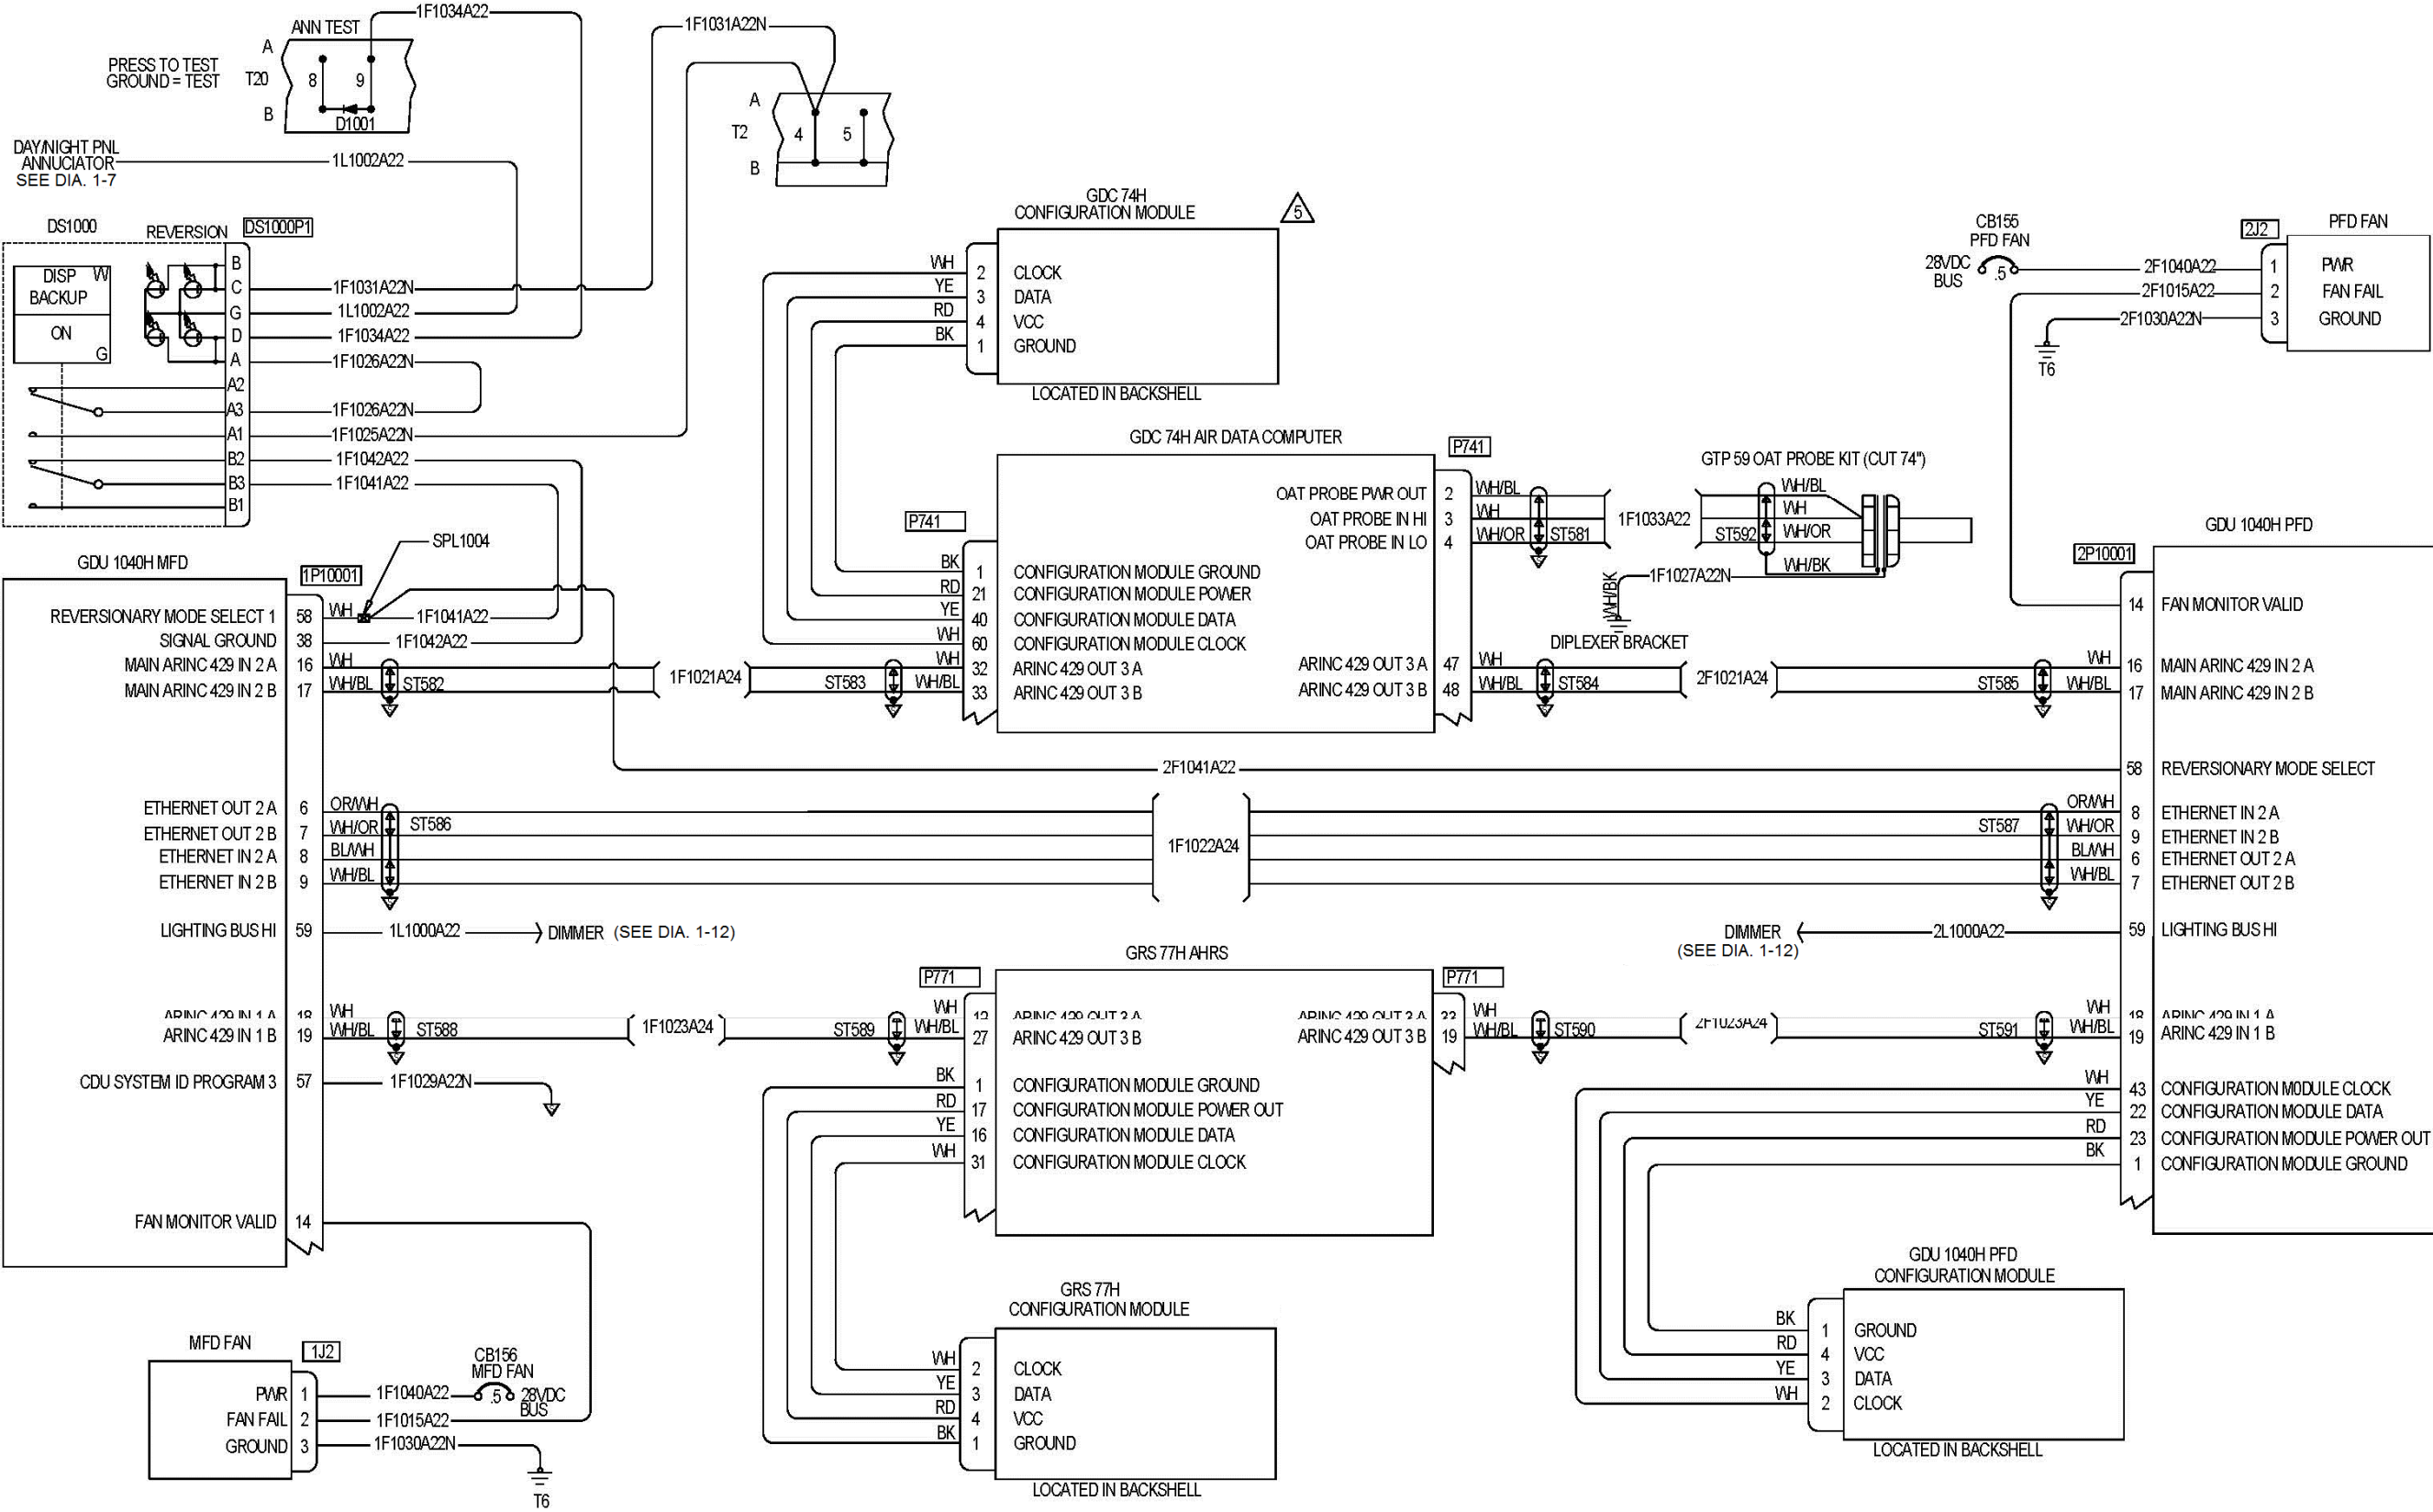 1F1034A22
ANN TEST
A
PRESS TO TEST
GROUND = TEST
T20
8
9
B
D1001
1F1031A22N
A
T2
4
5
B
DAY/NIGHT PNL
ANNUCIATOR
SEE DIA. 1-7
1L1002A22
DS1000
REVERSION
DS1000P1
DISP
W
BACKUP
ON
G
B
C
G
D
A
A2
A3
A1
B2
B3
B1
1F1031A22N
1L1002A22
1F1034A22
1F1026A22N
1F1026A22N
1F1025A22N
1F1042A22
1F1041A22
GDC 74H
CONFIGURATION MODULE
5
WH 2 CLOCK
YE 3 DATA
RD 4 VCC
BK 1 GROUND
LOCATED IN BACKSHELL
CB155
PFD FAN
28VDC
BUS
.5
2J2
PFD FAN
2F1040A22 1 PWR
2F1015A22 2 FAN FAIL
2F1030A22N 3 GROUND
T6
GDC 74H AIR DATA COMPUTER
P741
P741
OAT PROBE PWR OUT 2 WH/BL
OAT PROBE IN HI 3 WH
OAT PROBE IN LO 4 WH/OR
ST581
1F1033A22
GTP 59 OAT PROBE KIT (CUT 74")
WH/BL
WH
WH/OR
ST592
WH/BK
1F1027A22N
WH/BK
DIPLEXER BRACKET
BK 1 CONFIGURATION MODULE GROUND
RD 21 CONFIGURATION MODULE POWER
YE 40 CONFIGURATION MODULE DATA
WH 60 CONFIGURATION MODULE CLOCK
WH 32 ARINC 429 OUT 3 A
WH/BL 33 ARINC 429 OUT 3 B
ARINC 429 OUT 3 A 47 WH
ARINC 429 OUT 3 B 48 WH/BL
SPL1004
GDU 1040H MFD
1P10001
REVERSIONARY MODE SELECT 1 58 WH 1F1041A22
SIGNAL GROUND 38 1F1042A22
MAIN ARINC 429 IN 2 A 16 WH
MAIN ARINC 429 IN 2 B 17 WH/BL
ST582
1F1021A24
ST583
ST584
2F1021A24
ST585
GDU 1040H PFD
2P10001
14 FAN MONITOR VALID
WH 16 MAIN ARINC 429 IN 2 A
WH/BL 17 MAIN ARINC 429 IN 2 B
2F1041A22
58 REVERSIONARY MODE SELECT
ETHERNET OUT 2 A 6 OR/WH
ETHERNET OUT 2 B 7 WH/OR
ETHERNET IN 2 A 8 BL/WH
ETHERNET IN 2 B 9 WH/BL
ST586
1F1022A24
ST587
OR/WH 8 ETHERNET IN 2 A
WH/OR 9 ETHERNET IN 2 B
BL/WH 6 ETHERNET OUT 2 A
WH/BL 7 ETHERNET OUT 2 B
LIGHTING BUS HI 59 1L1000A22 DIMMER (SEE DIA. 1-12)
DIMMER
(SEE DIA. 1-12)
2L1000A22 59 LIGHTING BUS HI
GRS 77H AHRS
P771
P771
ARINC 429 IN 1 A 18 WH
ARINC 429 IN 1 B 19 WH/BL
ST588
1F1023A24
ST589
WH ARINC 429 OUT 3 A
WH/BL 27 ARINC 429 OUT 3 B
ARINC 429 OUT 3 A 33 WH
ARINC 429 OUT 3 B 19 WH/BL
ST590
2F1023A24
ST591
WH 18 ARINC 429 IN 1 A
WH/BL 19 ARINC 429 IN 1 B
CDU SYSTEM ID PROGRAM 3 57 1F1029A22N
BK 1 CONFIGURATION MODULE GROUND
RD 17 CONFIGURATION MODULE POWER OUT
YE 16 CONFIGURATION MODULE DATA
WH 31 CONFIGURATION MODULE CLOCK
WH 43 CONFIGURATION MODULE CLOCK
YE 22 CONFIGURATION MODULE DATA
RD 23 CONFIGURATION MODULE POWER OUT
BK 1 CONFIGURATION MODULE GROUND
FAN MONITOR VALID 14
GRS 77H
CONFIGURATION MODULE
WH 2 CLOCK
YE 3 DATA
RD 4 VCC
BK 1 GROUND
LOCATED IN BACKSHELL
GDU 1040H PFD
CONFIGURATION MODULE
BK 1 GROUND
RD 4 VCC
YE 3 DATA
WH 2 CLOCK
LOCATED IN BACKSHELL
MFD FAN
1J2
CB156
MFD FAN
PWR 1 1F1040A22 .5 28VDC
BUS
FAN FAIL 2 1F1015A22
GROUND 3 1F1030A22N
T6